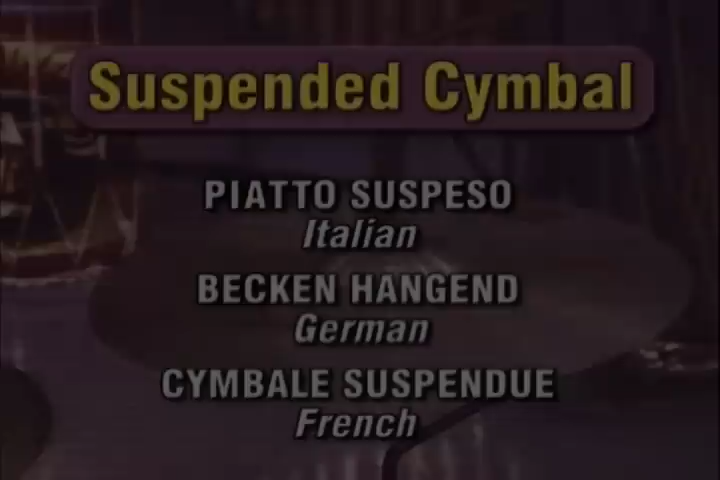 Suspended Cymbal
PIATTO SUSPESO
Italian
BECKEN HANGEND
German
CYMBALE SUSPENDUE
French